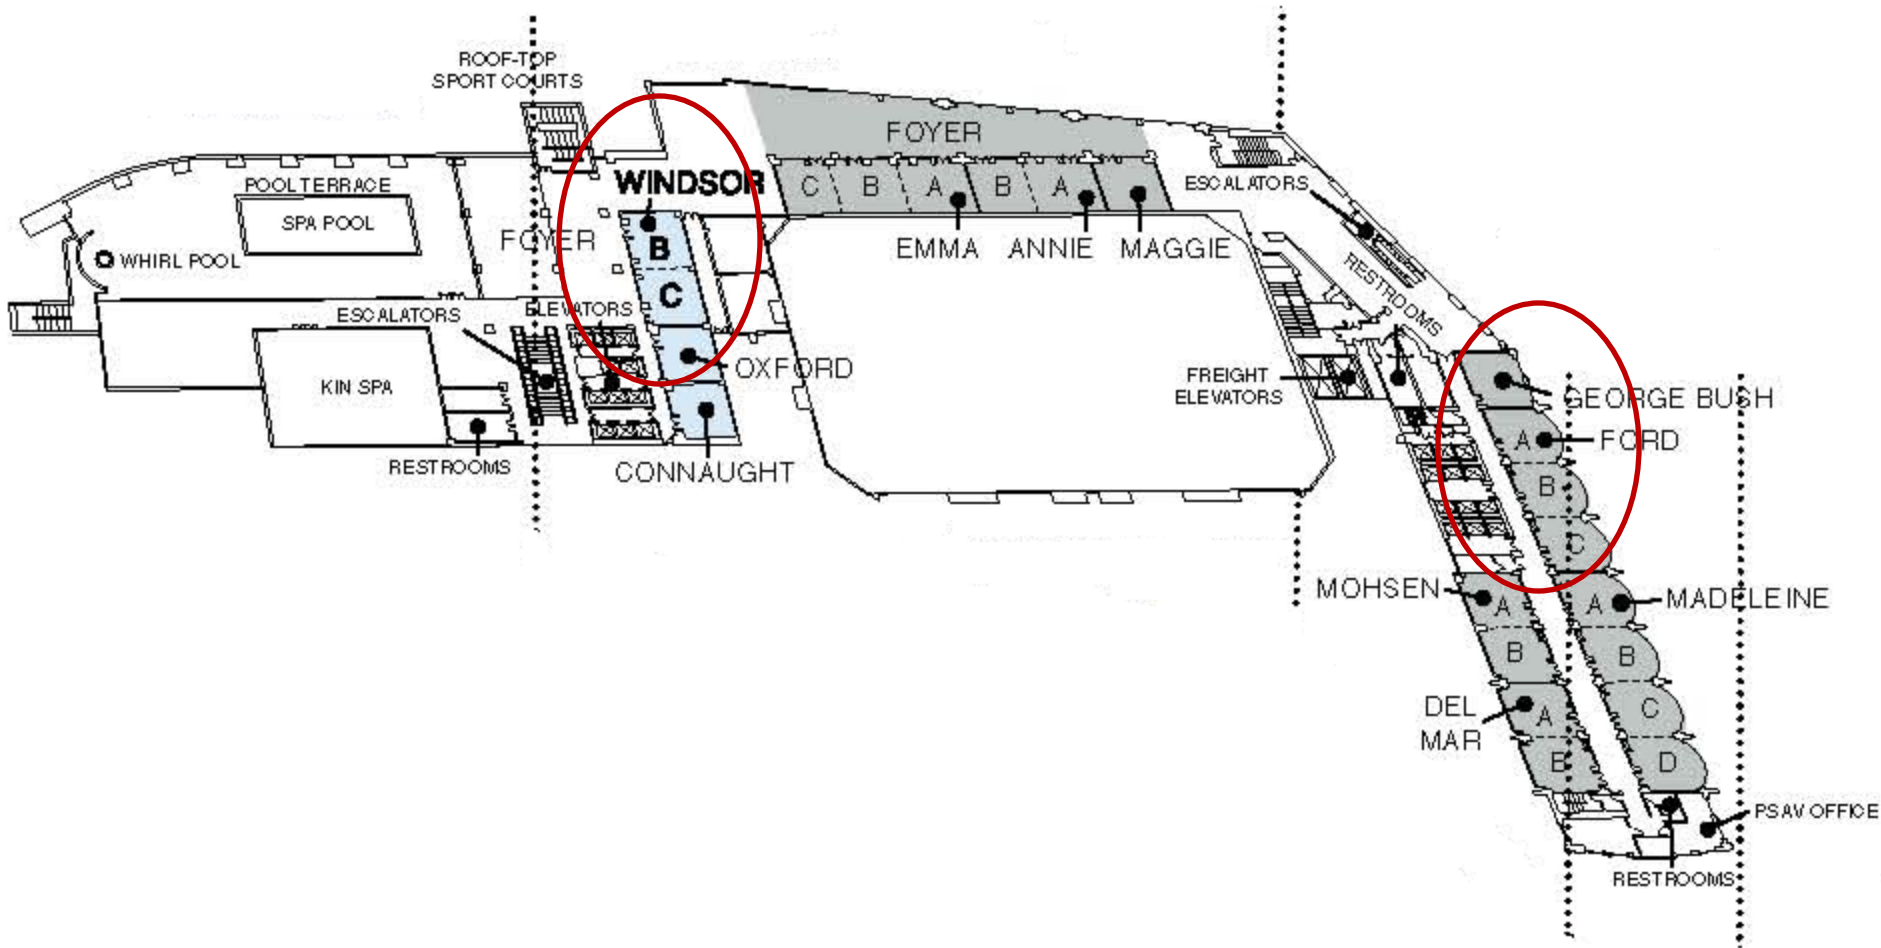 ROOF-TOP
SPORT COURTS
FOYER
POOL TERRACE
WINDSOR
C
B
A
B
A
ESCALATORS
SPA POOL
FOYER
B
EMMA
ANNIE
MAGGIE
WHIRL POOL
C
RESTROOMS
ESCALATORS
ELEVATORS
OXFORD
KIN SPA
FREIGHT
ELEVATORS
GEORGE BUSH
A
FORD
RESTROOMS
CONNAUGHT
B
C
MOHSEN
A
A
MADELEINE
B
B
DEL
MAR
A
C
B
D
PSAV OFFICE
RESTROOMS